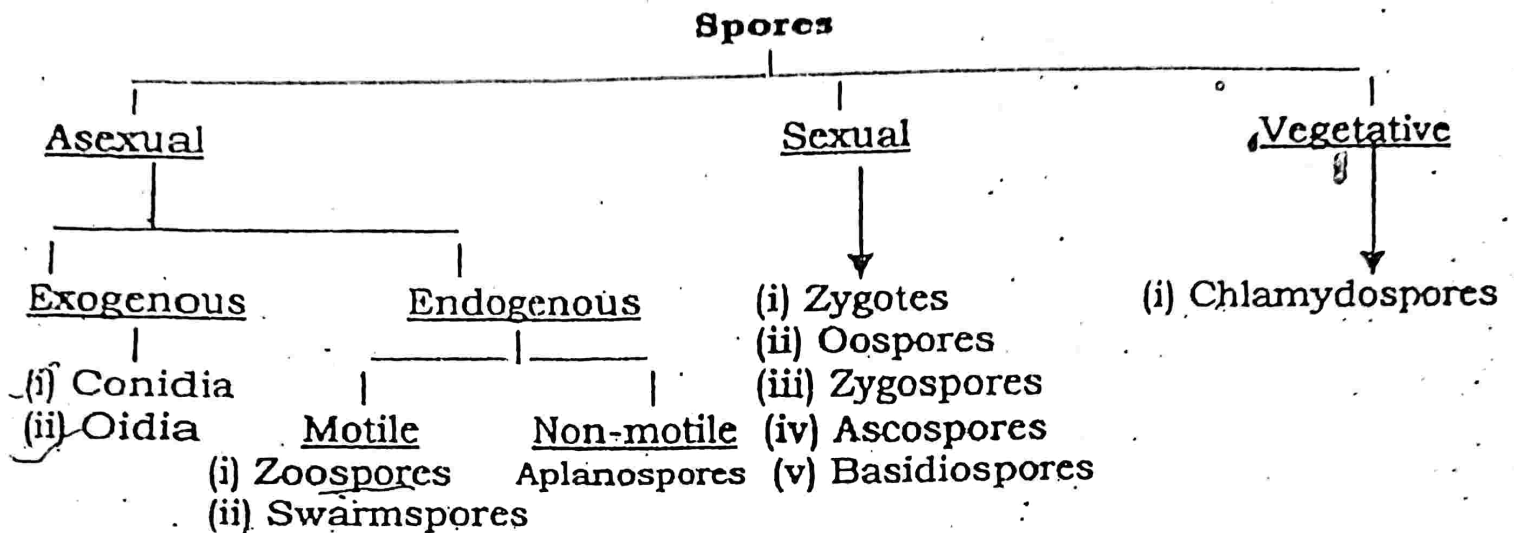 Spores
Asexual
Sexual
Vegetative
Exogenous
Endogenous
(i) Conidia
(ii) Oidia
Motile
(i) Zoospores
(ii) Swarmspores
Non-motile
Aplanospores
(i) Zygotes
(ii) Oospores
(iii) Zygospores
(iv) Ascospores
(v) Basidiospores
(i) Chlamydospores